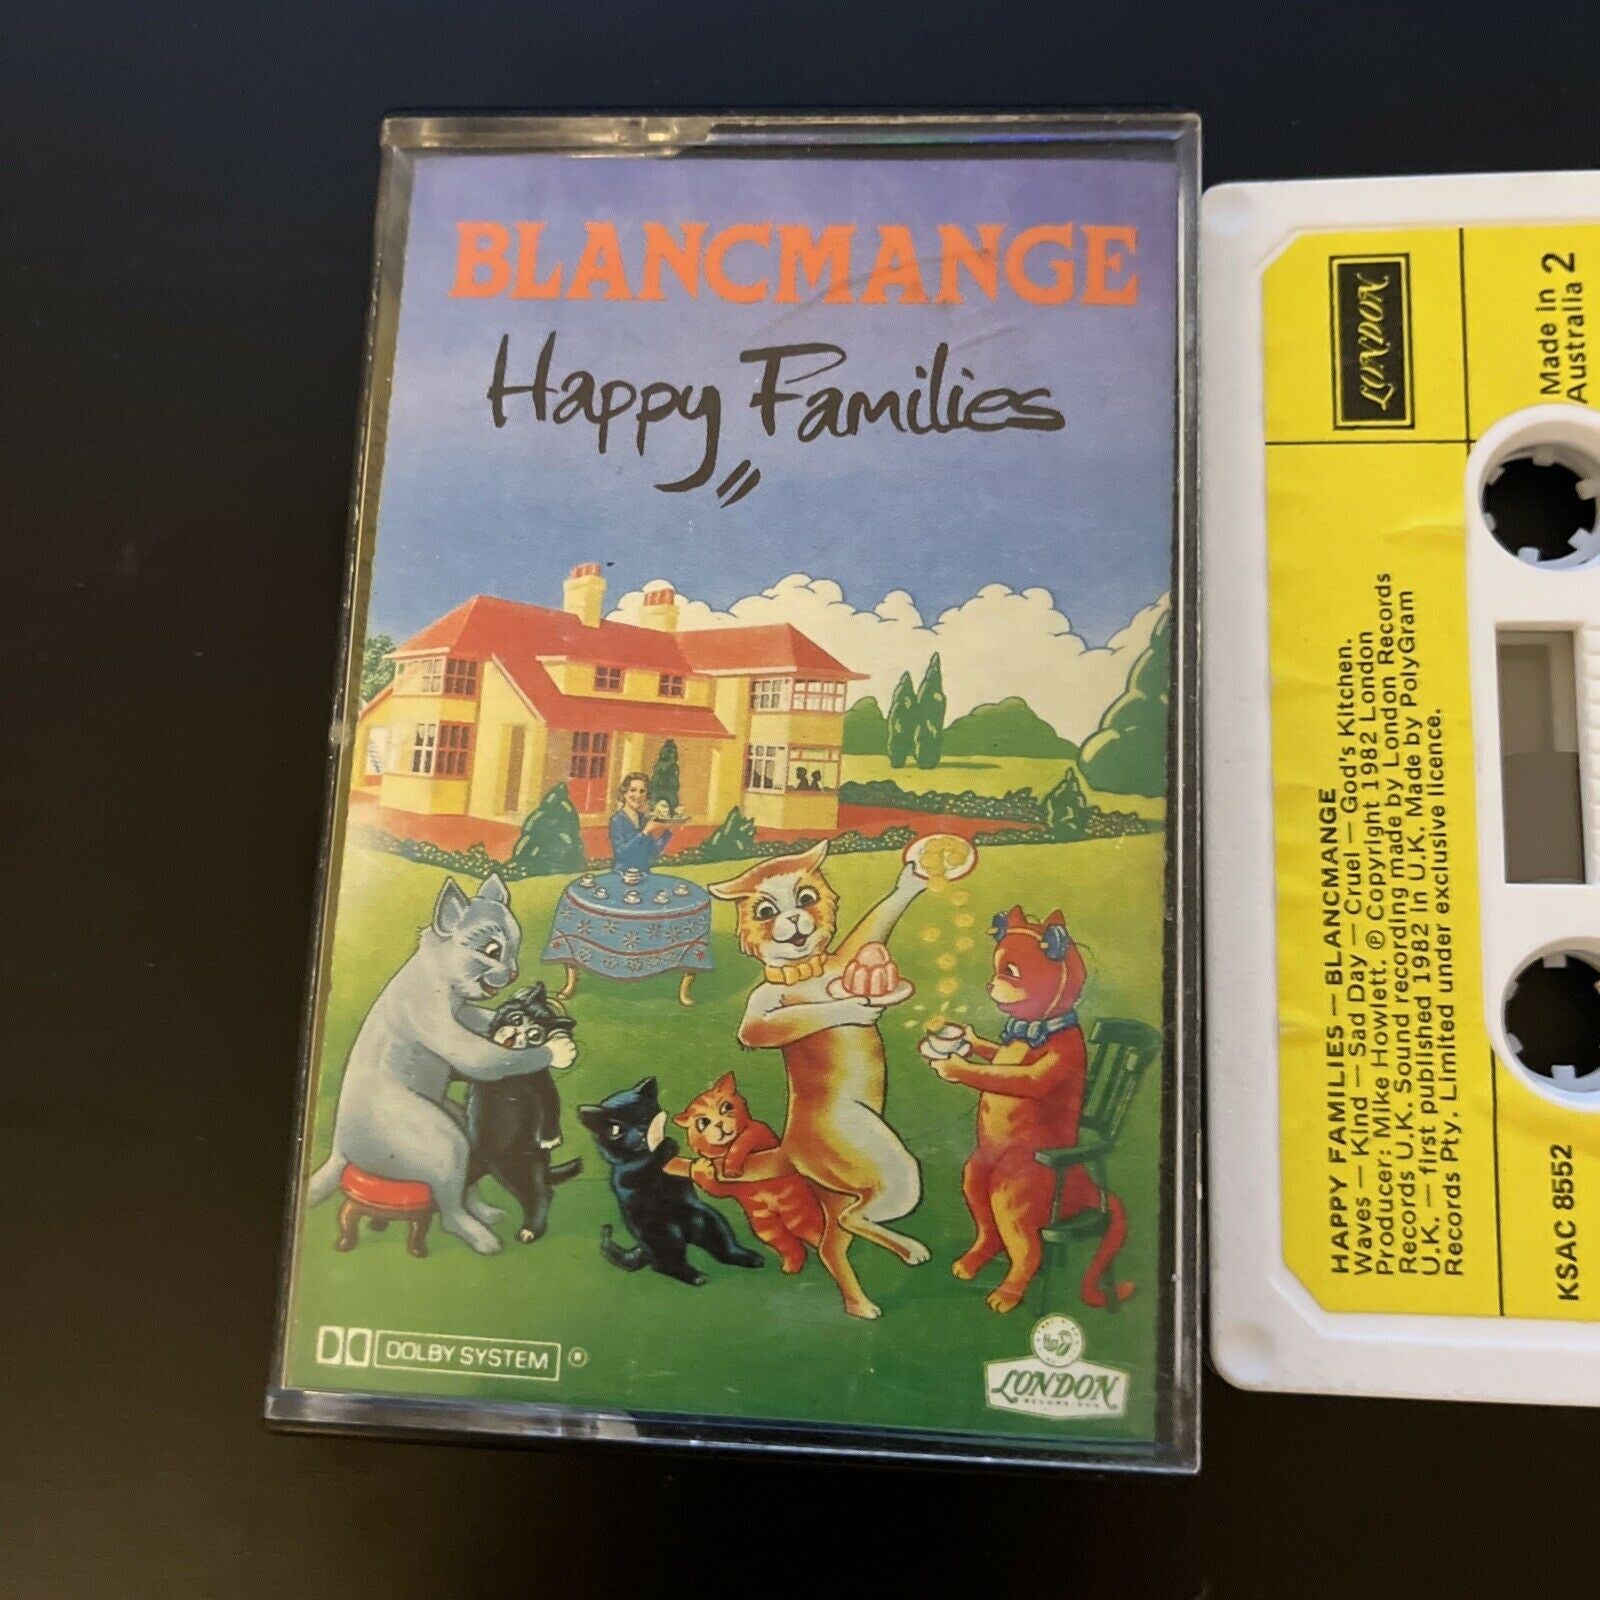 BLANCMANGE
Happy Families
DOLBY SYSTEM ®
LONDON
LONDON
Made in
Australia 2
HAPPY FAMILIES — BLANCMANGE
Waves — Kind — Sad Day — Cruel — God's Kitchen.
Producer: Mike Howlett. ℗ Copyright 1982 London
Records U.K. Sound recording made by London Records
U.K. — first published 1982 in U.K. Made by PolyGram
Records Pty. Limited under exclusive licence.
KSAC 8552